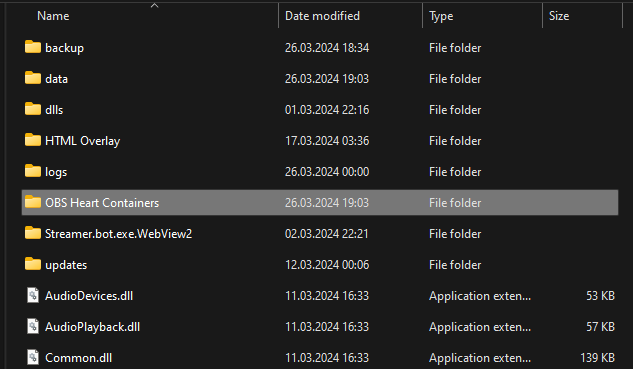 Name Date modified Type Size
backup 26.03.2024 18:34 File folder
data 26.03.2024 19:03 File folder
dlls 01.03.2024 22:16 File folder
HTML Overlay 17.03.2024 03:36 File folder
logs 26.03.2024 00:00 File folder
OBS Heart Containers 26.03.2024 19:03 File folder
Streamer.bot.exe.WebView2 02.03.2024 22:21 File folder
updates 12.03.2024 00:06 File folder
AudioDevices.dll 11.03.2024 16:33 Application exten... 53 KB
AudioPlayback.dll 11.03.2024 16:33 Application exten... 57 KB
Common.dll 11.03.2024 16:33 Application exten... 139 KB